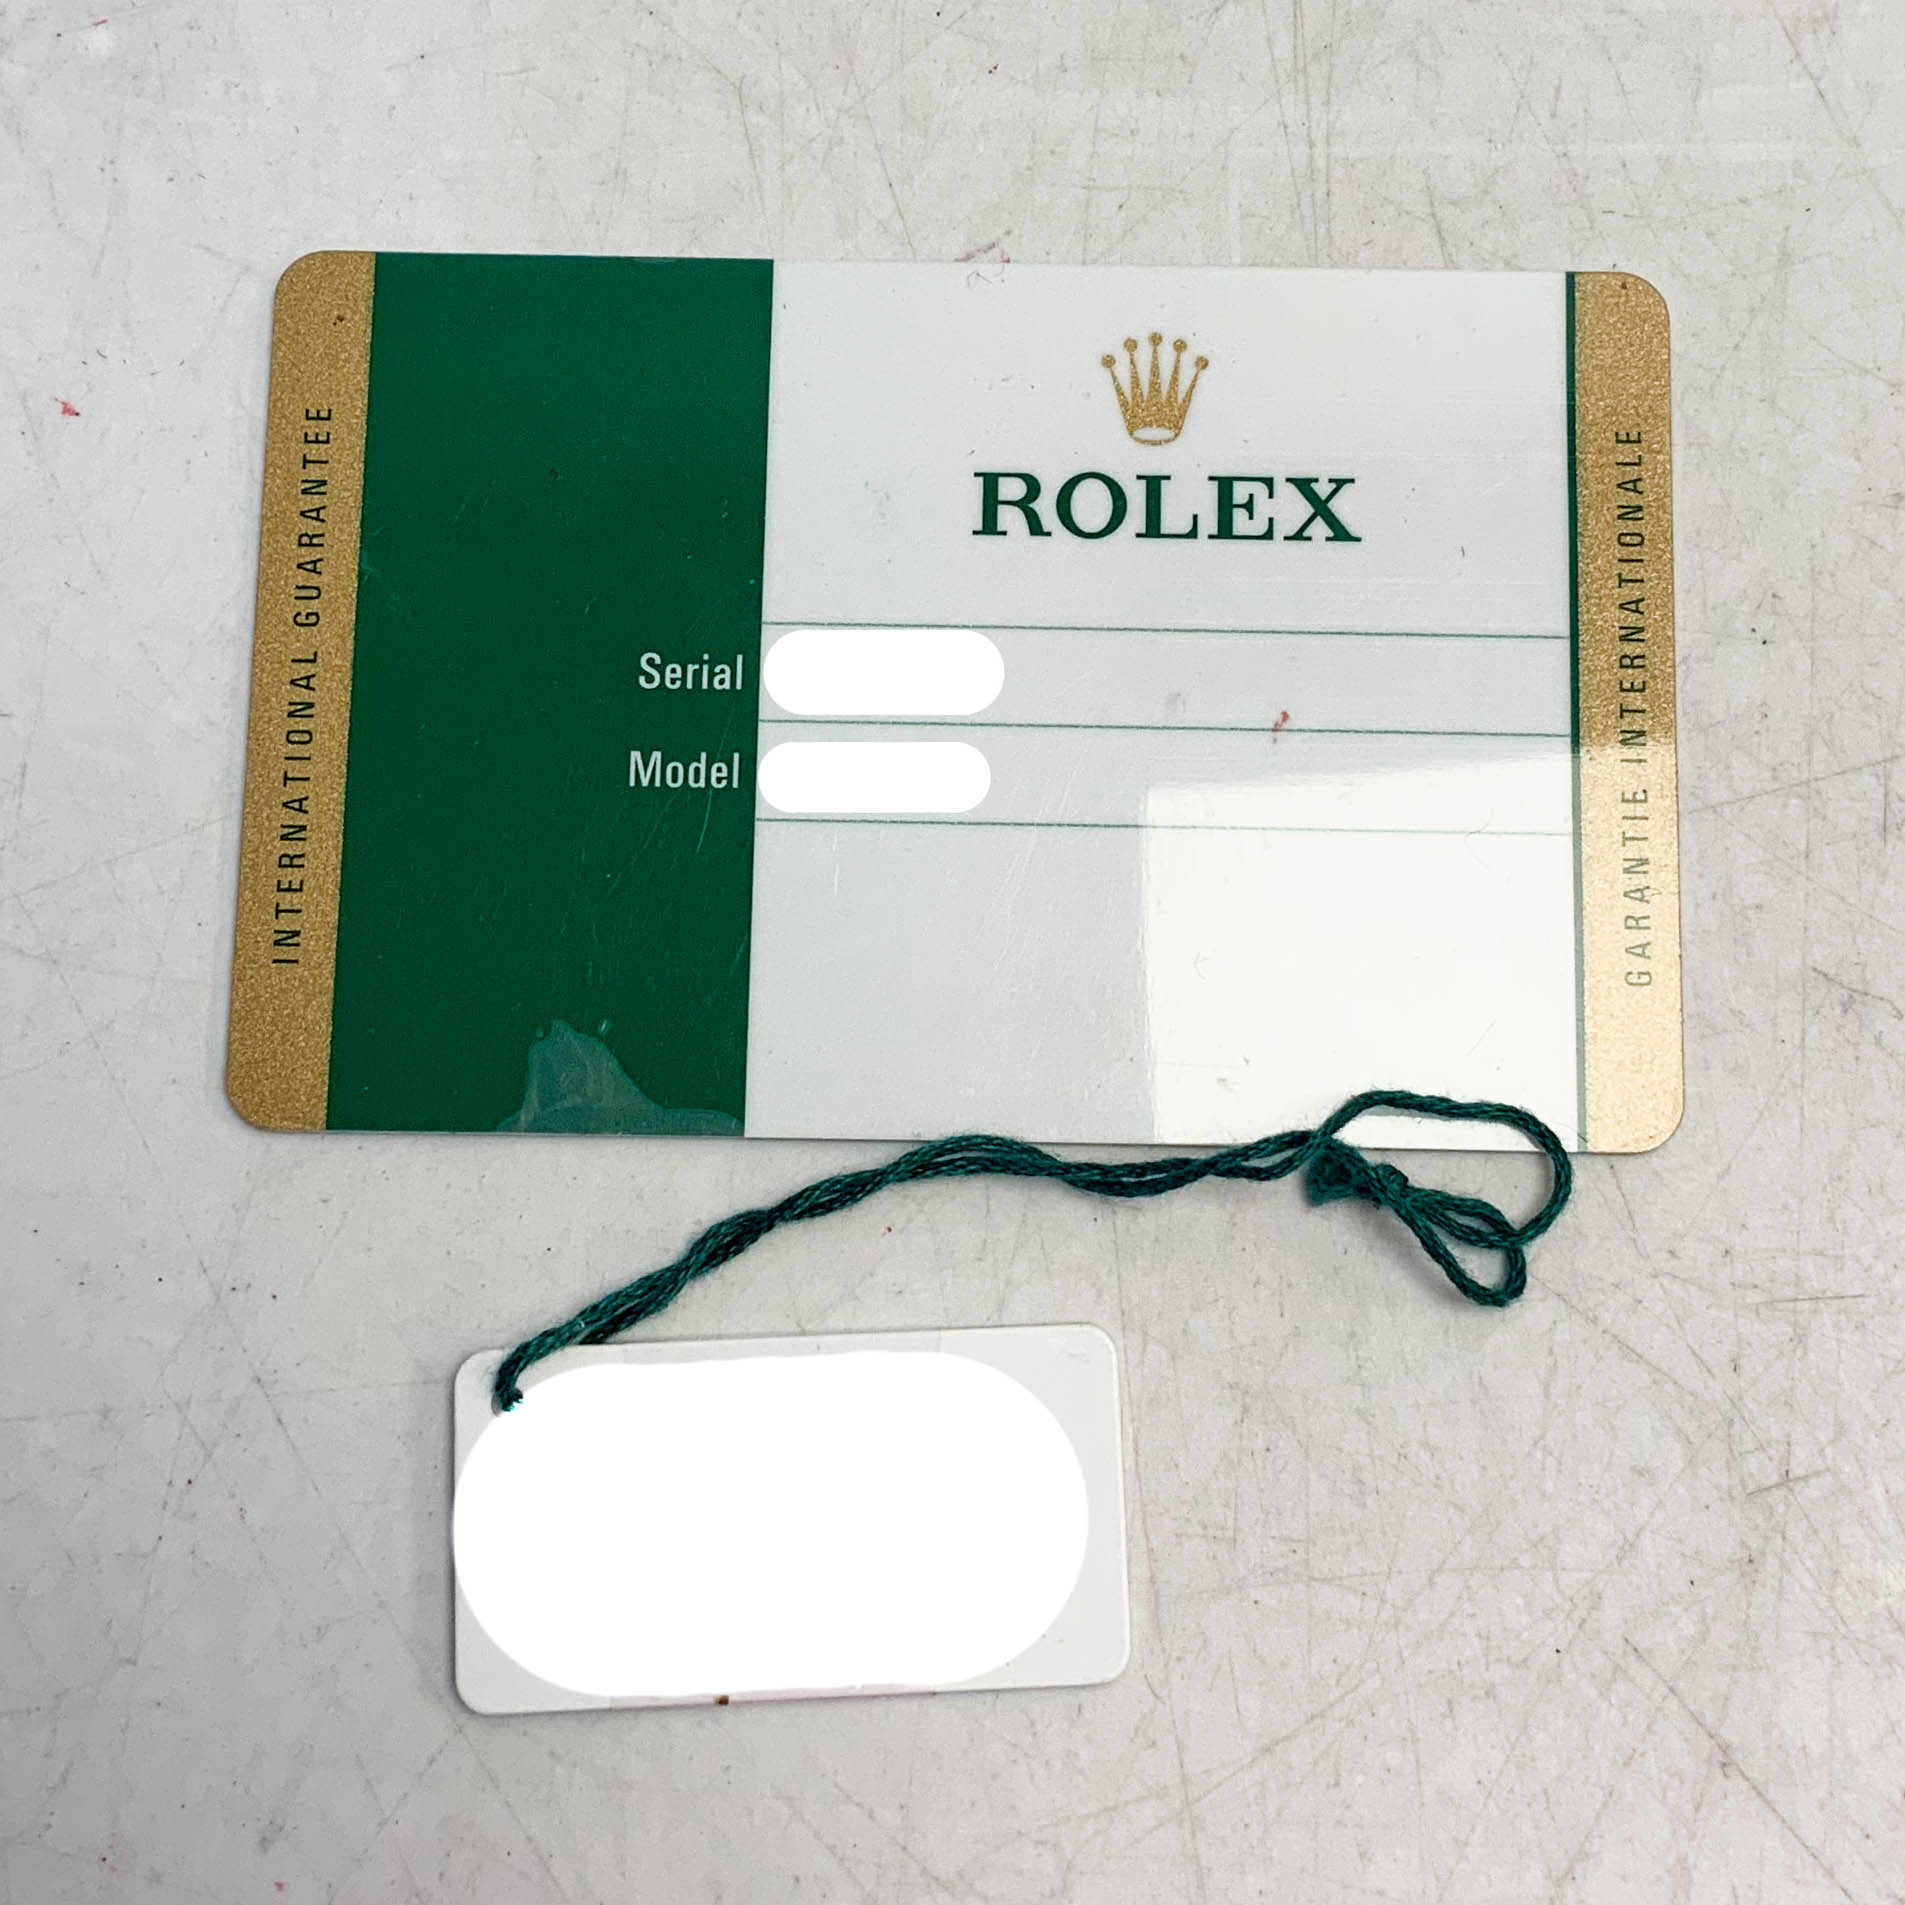 INTERNATIONAL GUARANTEE
ROLEX
Serial
Model
GARANTIE INTERNATIONALE